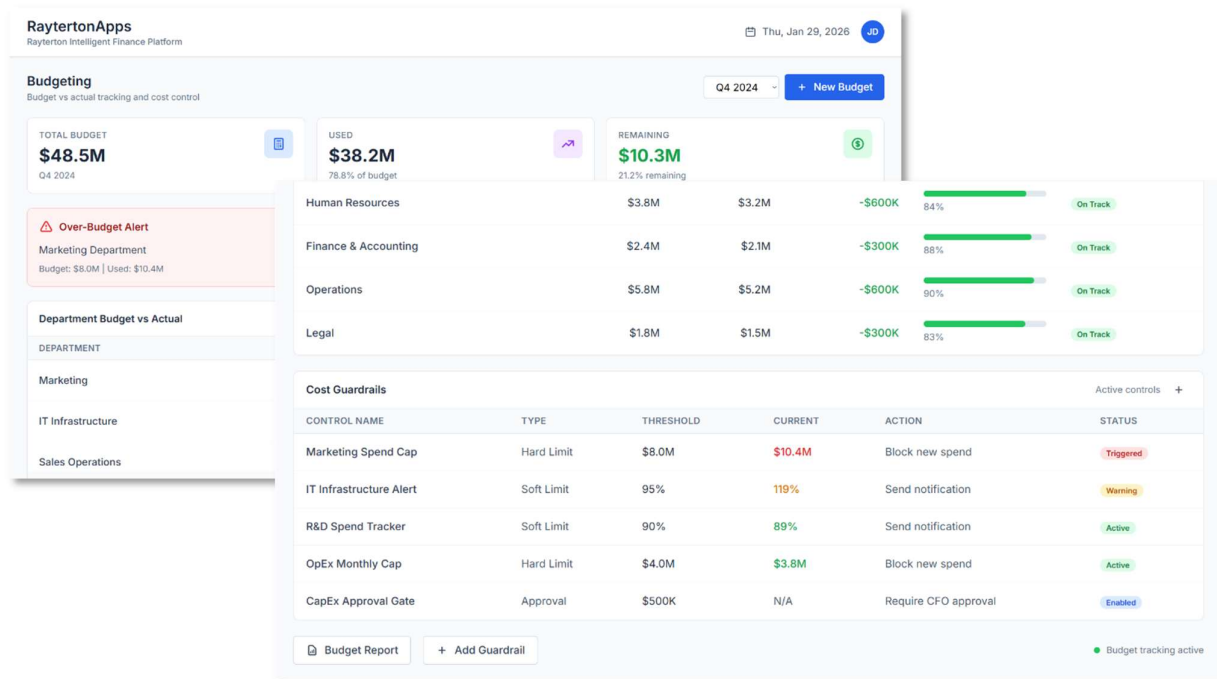 RaytertonApps
Rayterton Intelligent Finance Platform
Thu, Jan 29, 2026
JD
Budgeting
Budget vs actual tracking and cost control
Q4 2024
+ New Budget
TOTAL BUDGET
$48.5M
Q4 2024
USED
$38.2M
78.8% of budget
REMAINING
$10.3M
21.2% remaining
Over-Budget Alert
Marketing Department
Budget: $8.0M | Used: $10.4M
Department Budget vs Actual
DEPARTMENT
Marketing
IT Infrastructure
Sales Operations
Human Resources $3.8M $3.2M -$600K 84% On Track
Finance & Accounting $2.4M $2.1M -$300K 88% On Track
Operations $5.8M $5.2M -$600K 90% On Track
Legal $1.8M $1.5M -$300K 83% On Track
Cost Guardrails Active controls +
CONTROL NAME TYPE THRESHOLD CURRENT ACTION STATUS
Marketing Spend Cap Hard Limit $8.0M $10.4M Block new spend Triggered
IT Infrastructure Alert Soft Limit 95% 119% Send notification Warning
R&D Spend Tracker Soft Limit 90% 89% Send notification Active
OpEx Monthly Cap Hard Limit $4.0M $3.8M Block new spend Active
CapEx Approval Gate Approval $500K N/A Require CFO approval Enabled
Budget Report + Add Guardrail Budget tracking active